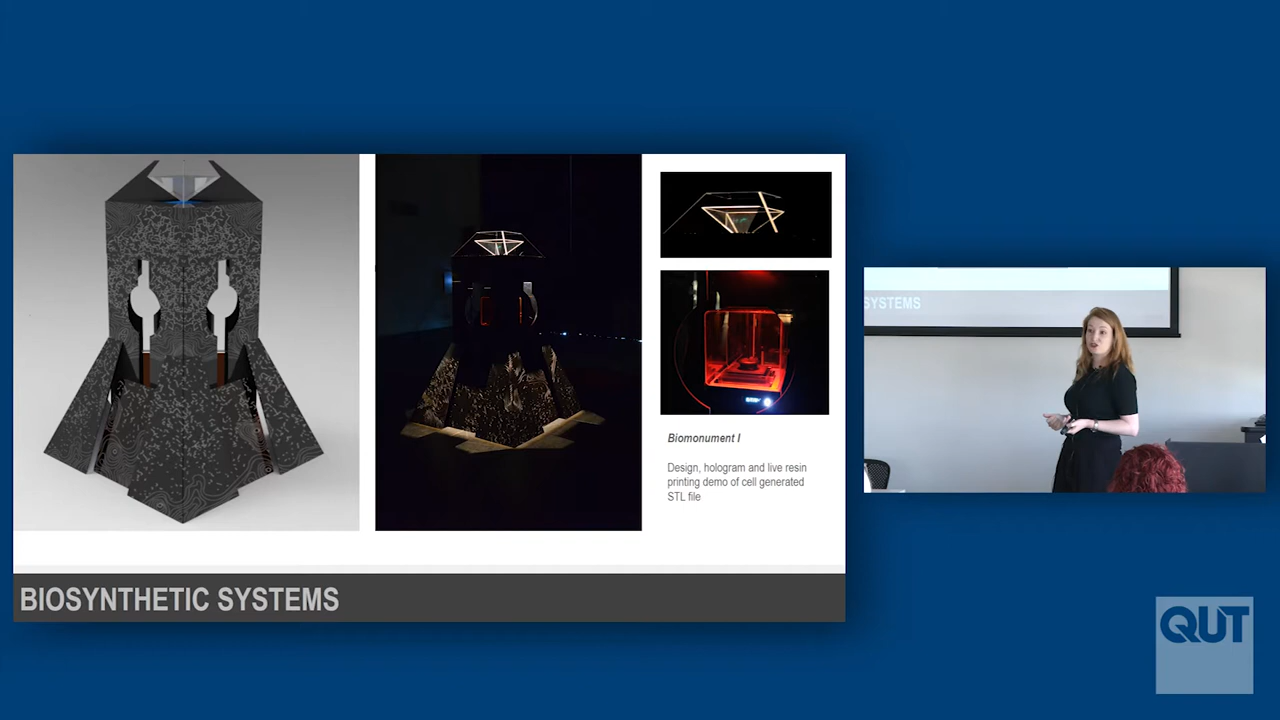 Biomonument I
Design, hologram and live resin
printing demo of cell generated
STL file
BIOSYNTHETIC SYSTEMS
SYSTEMS
QUT